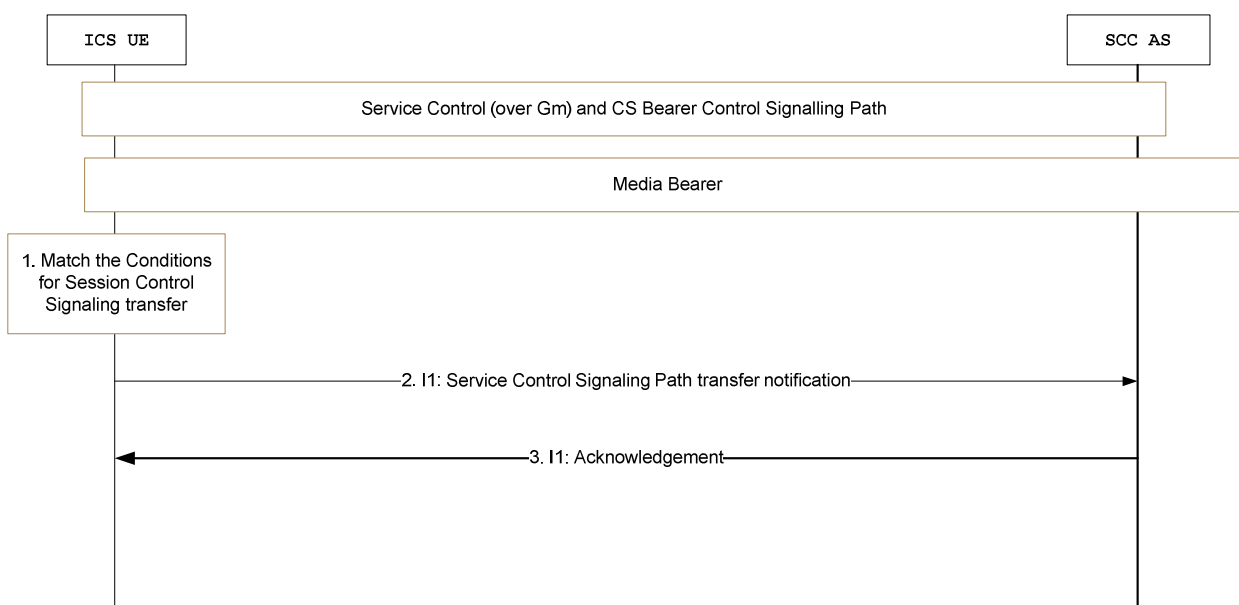 ICS UE
SCC AS
Service Control (over Gm) and CS Bearer Control Signalling Path
Media Bearer
1. Match the Conditions
for Session Control
Signaling transfer
2. I1: Service Control Signaling Path transfer notification
3. I1: Acknowledgement